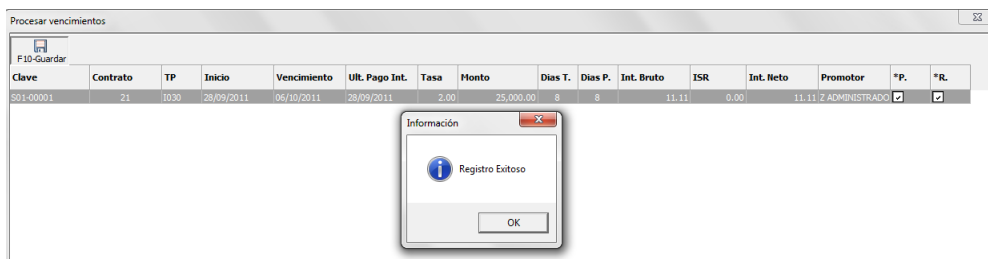 Procesar vencimientos
F10-Guardar
Clave Contrato TP Inicio Vencimiento Ult. Pago Int. Tasa Monto Dias T. Dias P. Int. Bruto ISR Int. Neto Promotor *P. *R.
S01-00001 21 I030 28/09/2011 06/10/2011 28/09/2011 2.00 25,000.00 8 8 11.11 0.00 11.11 Z ADMINISTRADO
Información
Registro Exitoso
OK